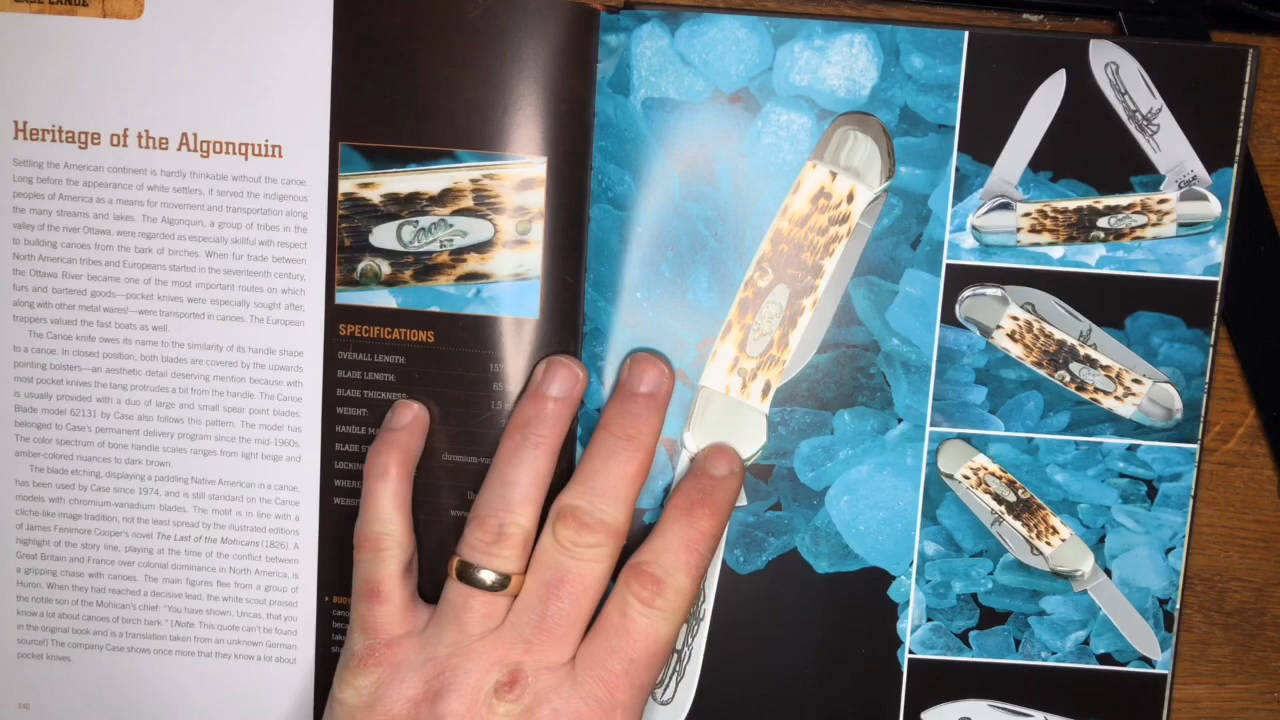 CASE CANOE
Heritage of the Algonquin
Settling the American continent is hardly thinkable without the canoe.
Long before the appearance of white settlers, it served the indigenous
peoples of America as a means for movement and transportation along
the many streams and lakes. The Algonquin, a group of tribes in the
valley of the river Ottawa, were regarded as especially skillful with respect
to building canoes from the bark of birches. When fur trade between
North American tribes and Europeans started in the seventeenth century,
the Ottawa River became one of the most important routes on which
furs and bartered goods—pocket knives were especially sought after,
along with other metal wares!—were transported in canoes. The European
trappers valued the fast boats as well.
The Canoe knife owes its name to the similarity of its handle shape
to a canoe. In closed position, both blades are covered by the upwards
pointing bolsters—an aesthetic detail deserving mention because with
most pocket knives the tang protrudes a bit from the handle. The Canoe
is usually provided with a duo of large and small spear point blades.
Blade model 62131 by Case also follows this pattern. The model has
belonged to Case's permanent delivery program since the mid-1960s.
The color spectrum of bone handle scales ranges from light beige and
amber-colored nuances to dark brown.
The blade etching, displaying a paddling Native American in a canoe,
has been used by Case since 1974, and is still standard on the Canoe
models with chromium-vanadium blades. The motif is in line with a
cliché-like image tradition, not the least spread by the illustrated editions
of James Fenimore Cooper's novel The Last of the Mohicans (1826). A
highlight of the story line, playing at the time of the conflict between
Great Britain and France over colonial dominance in North America, is
a gripping chase with canoes. The main figures flee from a group of
Huron. When they had reached a decisive lead, the white scout praised
the noble son of the Mohican's chief: "You have shown, Uncas, that you
know a lot about canoes of birch bark." [Note: This quote can't be found
in the original book and is a translation taken from an unknown German
source!] The company Case shows once more that they know a lot about
pocket knives.
140
Case
SPECIFICATIONS
OVERALL LENGTH:
157
BLADE LENGTH:
65
BLADE THICKNESS:
1.5
WEIGHT:
HANDLE
BLADE
chromium-va
LOCKING
WHERE
WEBSIT
www
Case
Case
Case